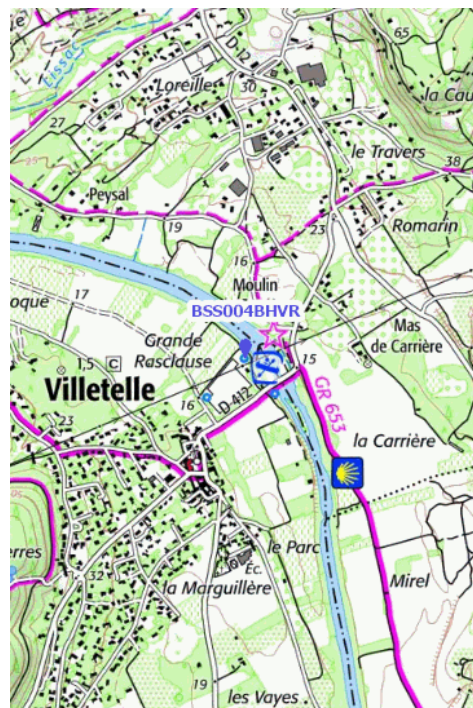 65
D-12
Lissac
Loreille
30
la Cau
27
le Travers
38
Peysal
19
23
Romarin
16
Moulin
BSS004BHVR
oque
17
Grande
Rasclause
Mas
de Carrière
15
1,5
C
Villetelle
16
D-412
GR 653
23
la Carrière
le Parc
Éc.
erres
32
la Marguillère
Mirel
19
les Vayes